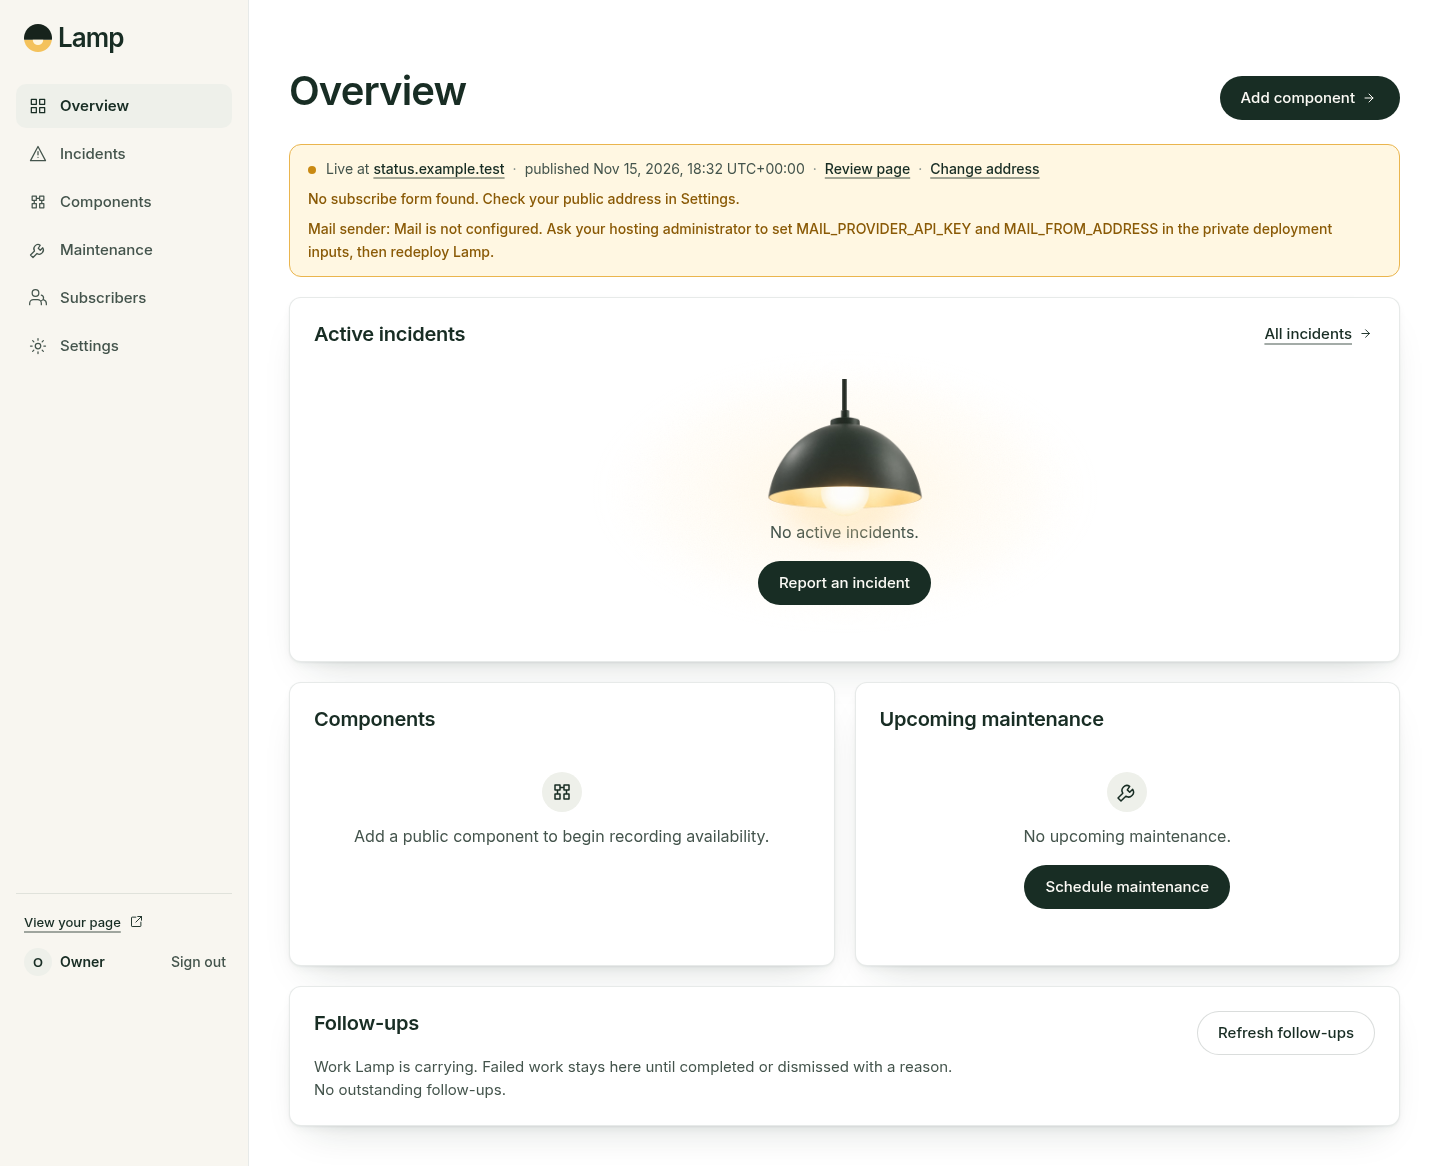 Lamp
Overview
Incidents
Components
Maintenance
Subscribers
Settings
View your page
O Owner Sign out
Overview
Add component →
Live at status.example.test · published Nov 15, 2026, 18:32 UTC+00:00 · Review page · Change address
No subscribe form found. Check your public address in Settings.
Mail sender: Mail is not configured. Ask your hosting administrator to set MAIL_PROVIDER_API_KEY and MAIL_FROM_ADDRESS in the private deployment
inputs, then redeploy Lamp.
Active incidents
All incidents →
No active incidents.
Report an incident
Components
Add a public component to begin recording availability.
Upcoming maintenance
No upcoming maintenance.
Schedule maintenance
Follow-ups
Refresh follow-ups
Work Lamp is carrying. Failed work stays here until completed or dismissed with a reason.
No outstanding follow-ups.